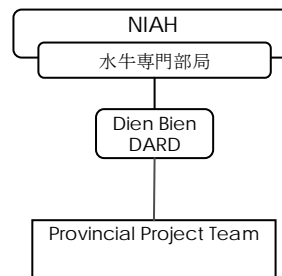 NIAH
水牛専門部局
Dien Bien
DARD
Provincial Project Team